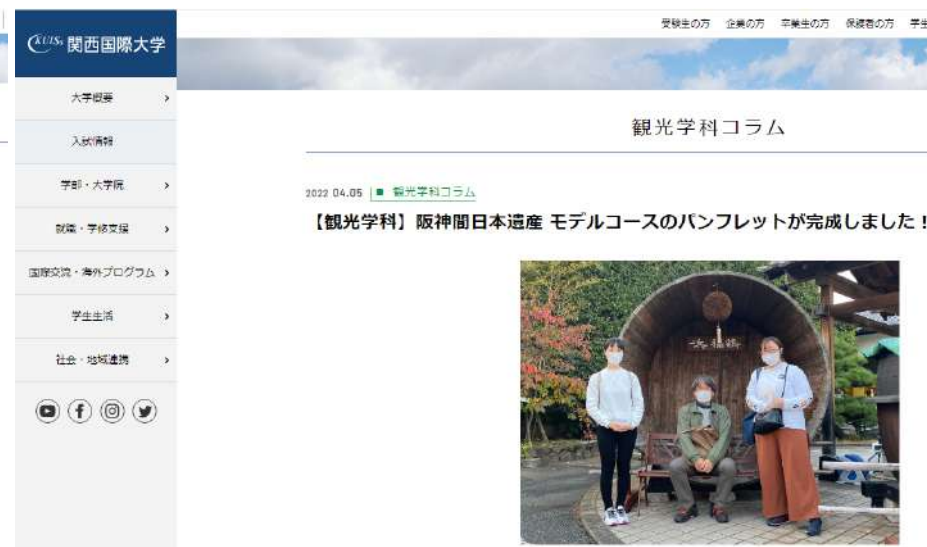 受験生の方 企業の方 卒業生の方 保護者の方
KUISs 関西国際大学
大学概要
入試情報
学部・大学院
就職・学修支援
国際交流・海外プログラム
学生生活
社会・地域連携
観光学科コラム
2022 04.05 観光学科コラム
【観光学科】阪神間日本遺産 モデルコースのパンフレットが完成しました!